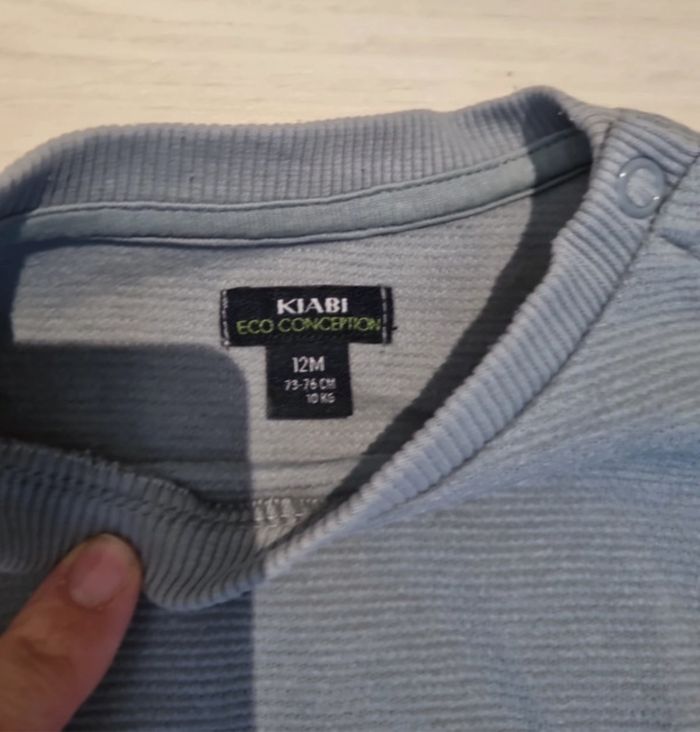 KIABI
ECO CONCEPTION
12M
73-76 CM
10 KG